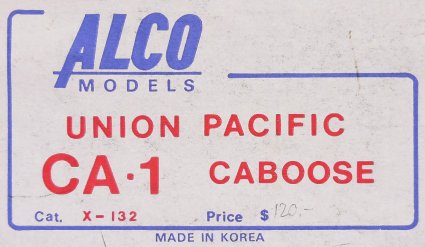 ALCO
MODELS
UNION PACIFIC
CA-1 CABOOSE
Cat. X-132 Price $120.-
MADE IN KOREA